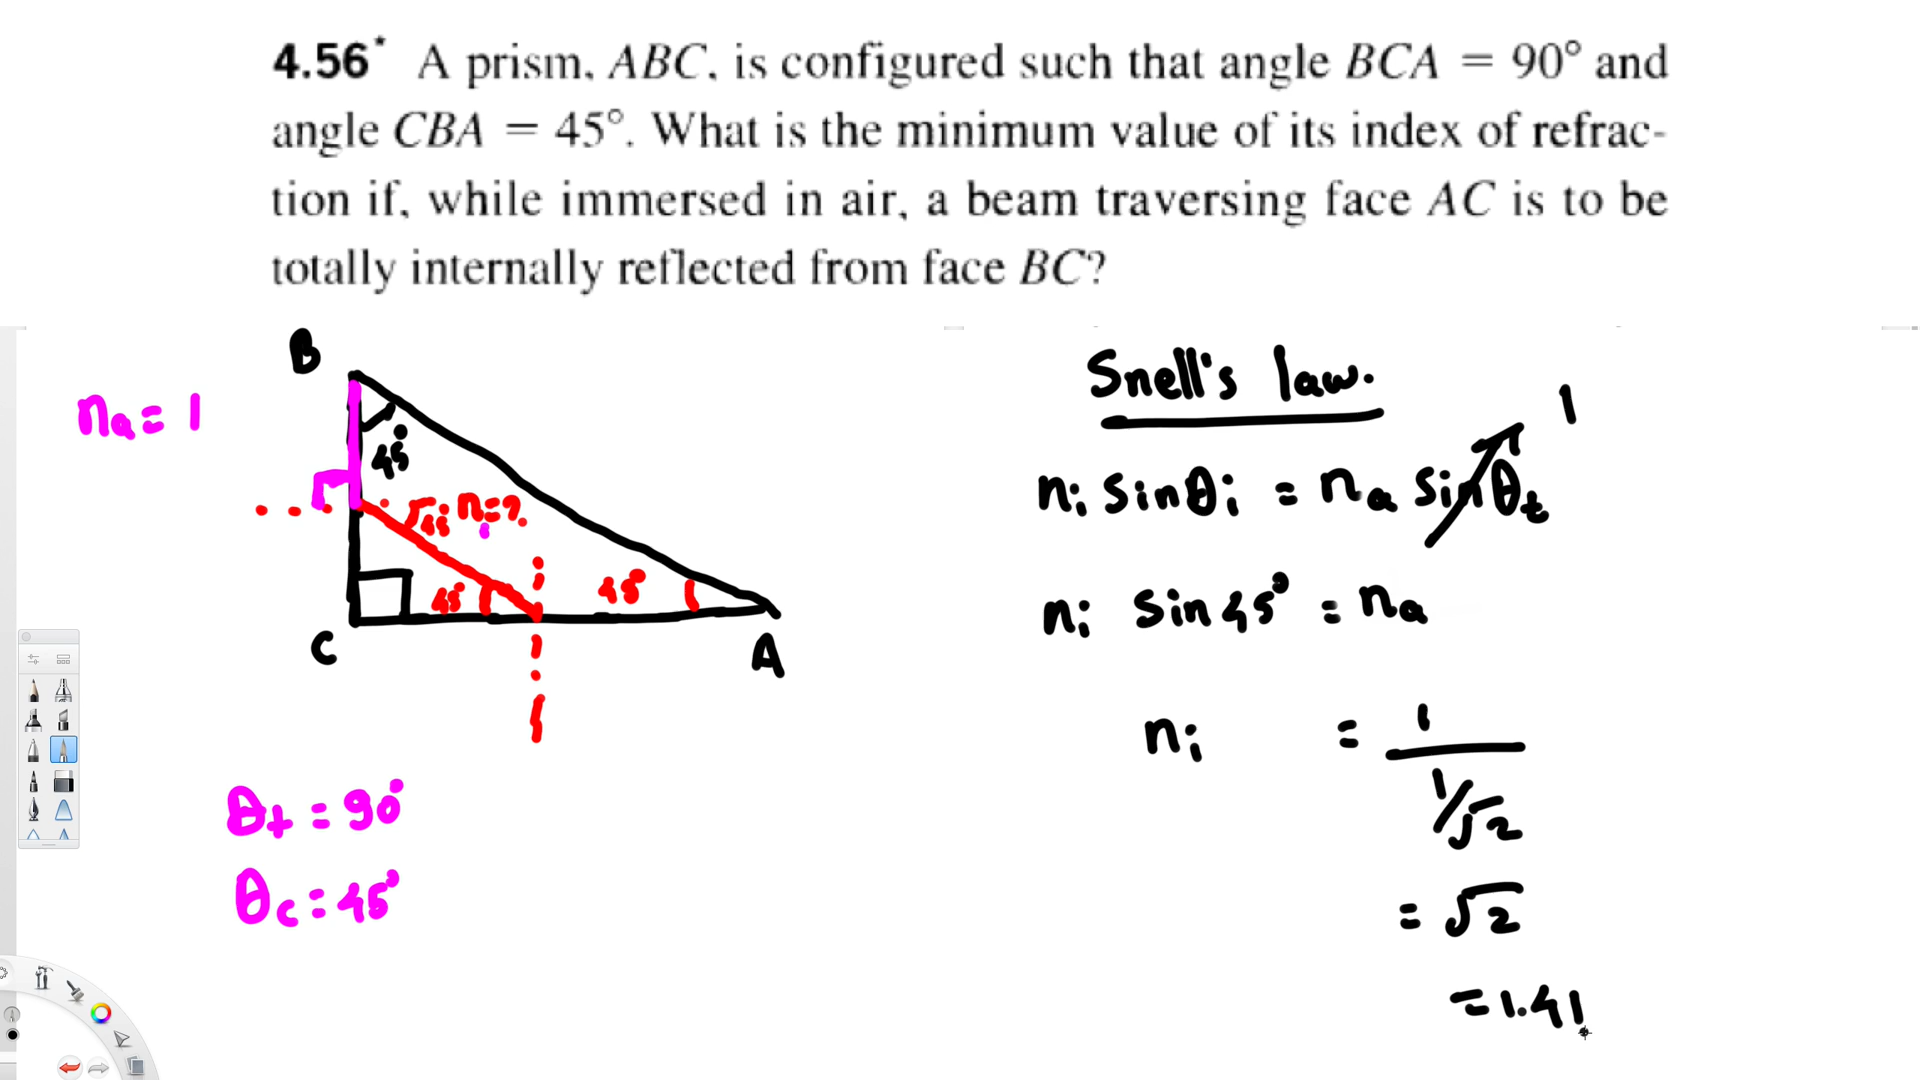 4.56* A prism, ABC, is configured such that angle BCA = 90° and
angle CBA = 45°. What is the minimum value of its index of refrac-
tion if, while immersed in air, a beam traversing face AC is to be
totally internally reflected from face BC?
B
nₐ = 1
45°
45° n=?
45°
45°
C
A
θt = 90°
θc = 45°
Snell's law.
1
nᵢ sinθᵢ = nₐ sinθt
nᵢ sin45° = nₐ
nᵢ = 1
1/√2
= √2
= 1.41